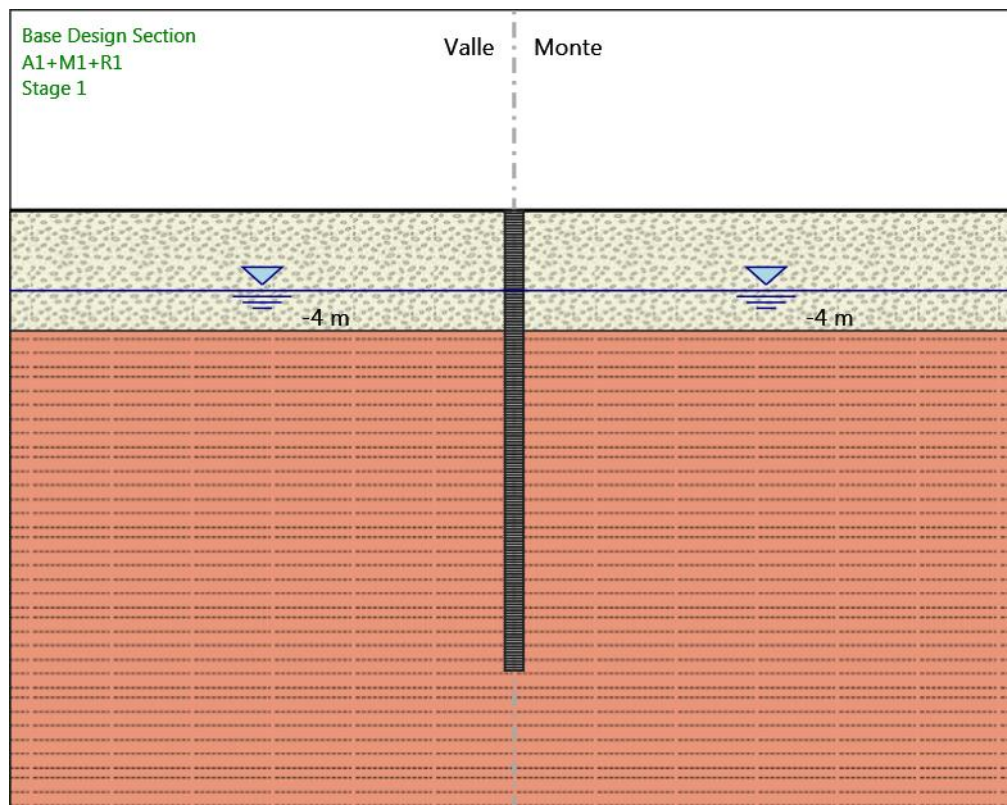 Base Design Section
A1+M1+R1
Stage 1
Valle
Monte
-4 m
-4 m